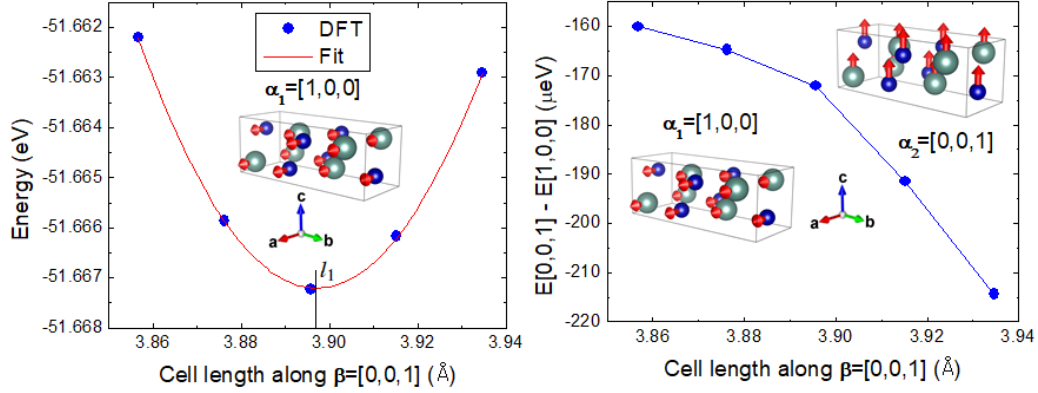 -51.662
-51.663
-51.664
-51.665
-51.666
-51.667
-51.668
Energy (eV)
DFT
Fit
α1=[1,0,0]
c
a
b
l1
3.86
3.88
3.90
3.92
3.94
Cell length along β=[0,0,1] (Å)
-160
-170
-180
-190
-200
-210
-220
E[0,0,1] - E[1,0,0] (μeV)
α1=[1,0,0]
α2=[0,0,1]
c
a
b
3.86
3.88
3.90
3.92
3.94
Cell length along β=[0,0,1] (Å)